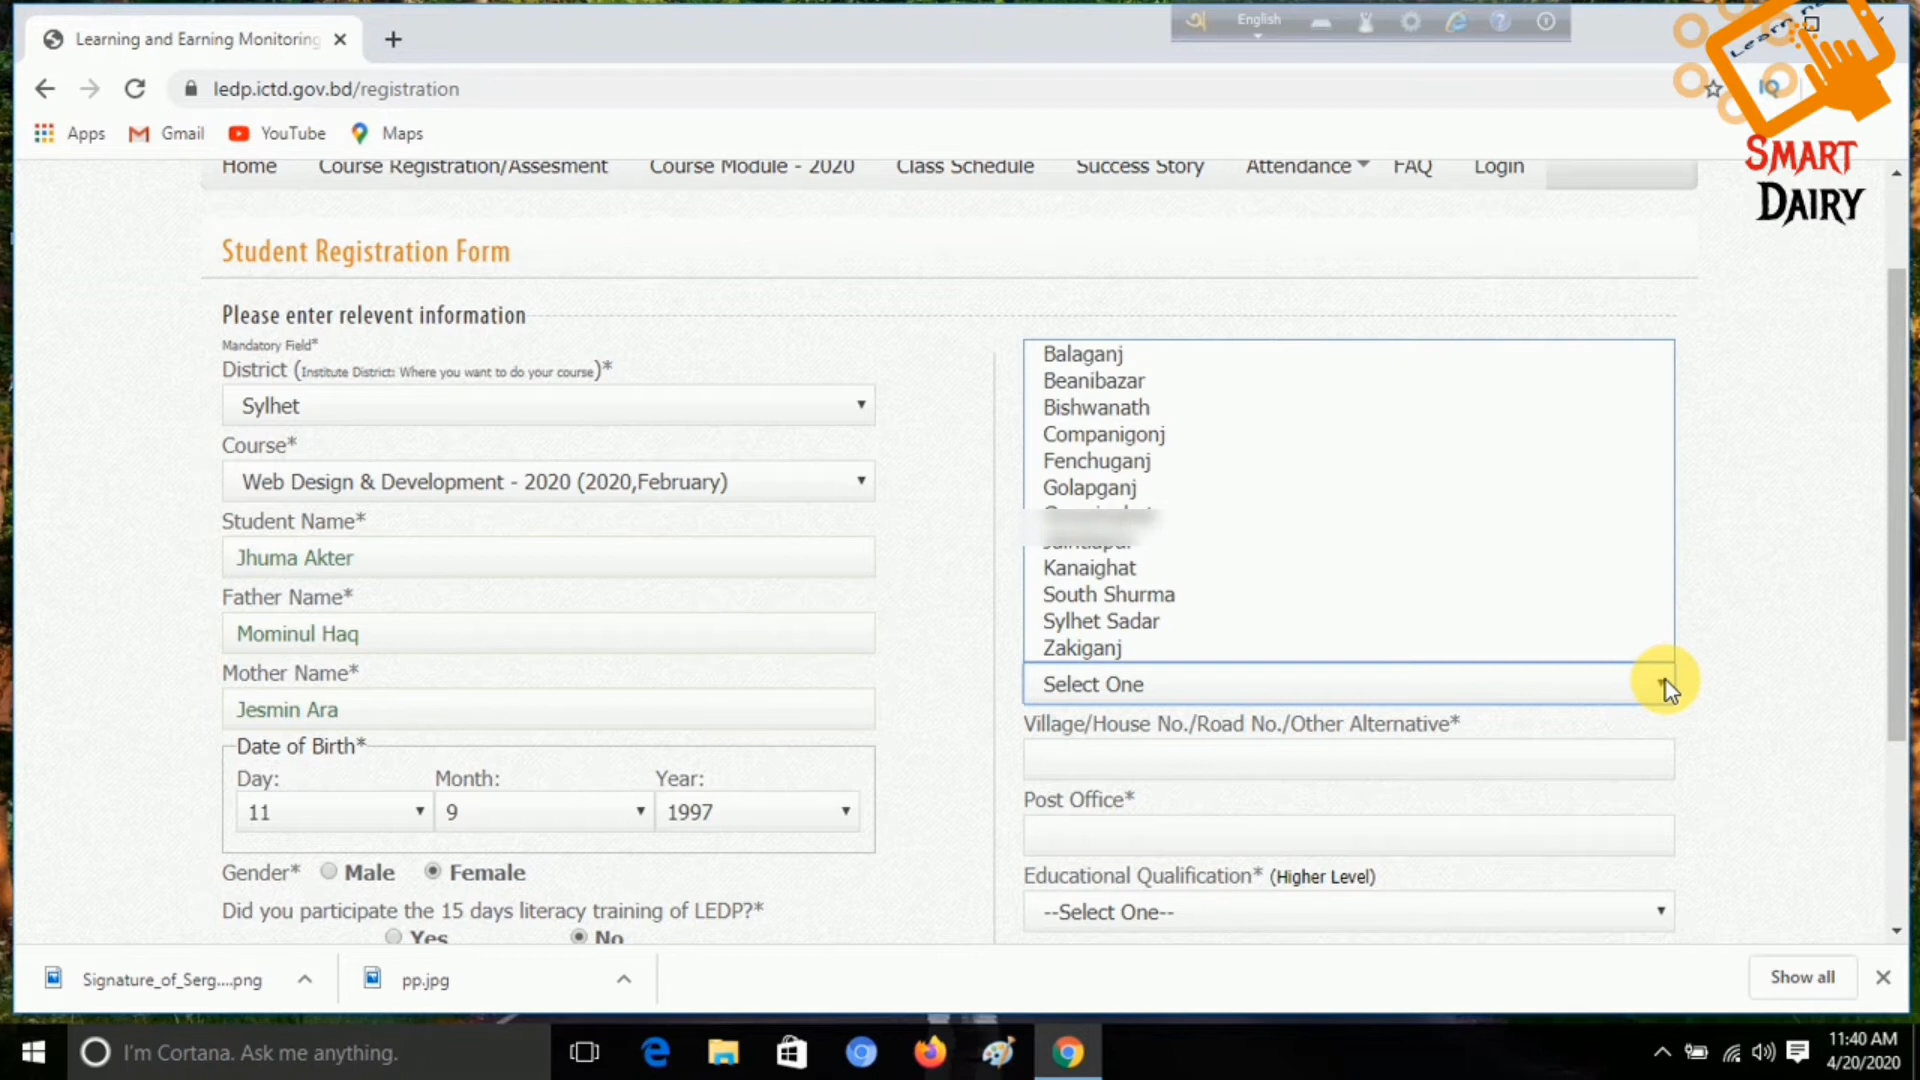 Learning and Earning Monitoring
English
ledp.ictd.gov.bd/registration
Apps Gmail YouTube Maps
SMART
DAIRY
Home Course Registration/Assesment Course Module - 2020 Class Schedule Success Story Attendance FAQ Login
Student Registration Form
Please enter relevent information
Mandatory Field*
District (Institute District: Where you want to do your course)*
Sylhet
Course*
Web Design & Development - 2020 (2020,February)
Student Name*
Jhuma Akter
Father Name*
Mominul Haq
Mother Name*
Jesmin Ara
Date of Birth*
Day: Month: Year:
11 9 1997
Gender* Male Female
Did you participate the 15 days literacy training of LEDP?*
Yes No
Balaganj
Beanibazar
Bishwanath
Companigonj
Fenchuganj
Golapganj
Kanaighat
South Shurma
Sylhet Sadar
Zakiganj
Select One
Village/House No./Road No./Other Alternative*
Post Office*
Educational Qualification* (Higher Level)
--Select One--
Signature_of_Serg....png pp.jpg Show all
I'm Cortana. Ask me anything.
11:40 AM
4/20/2020